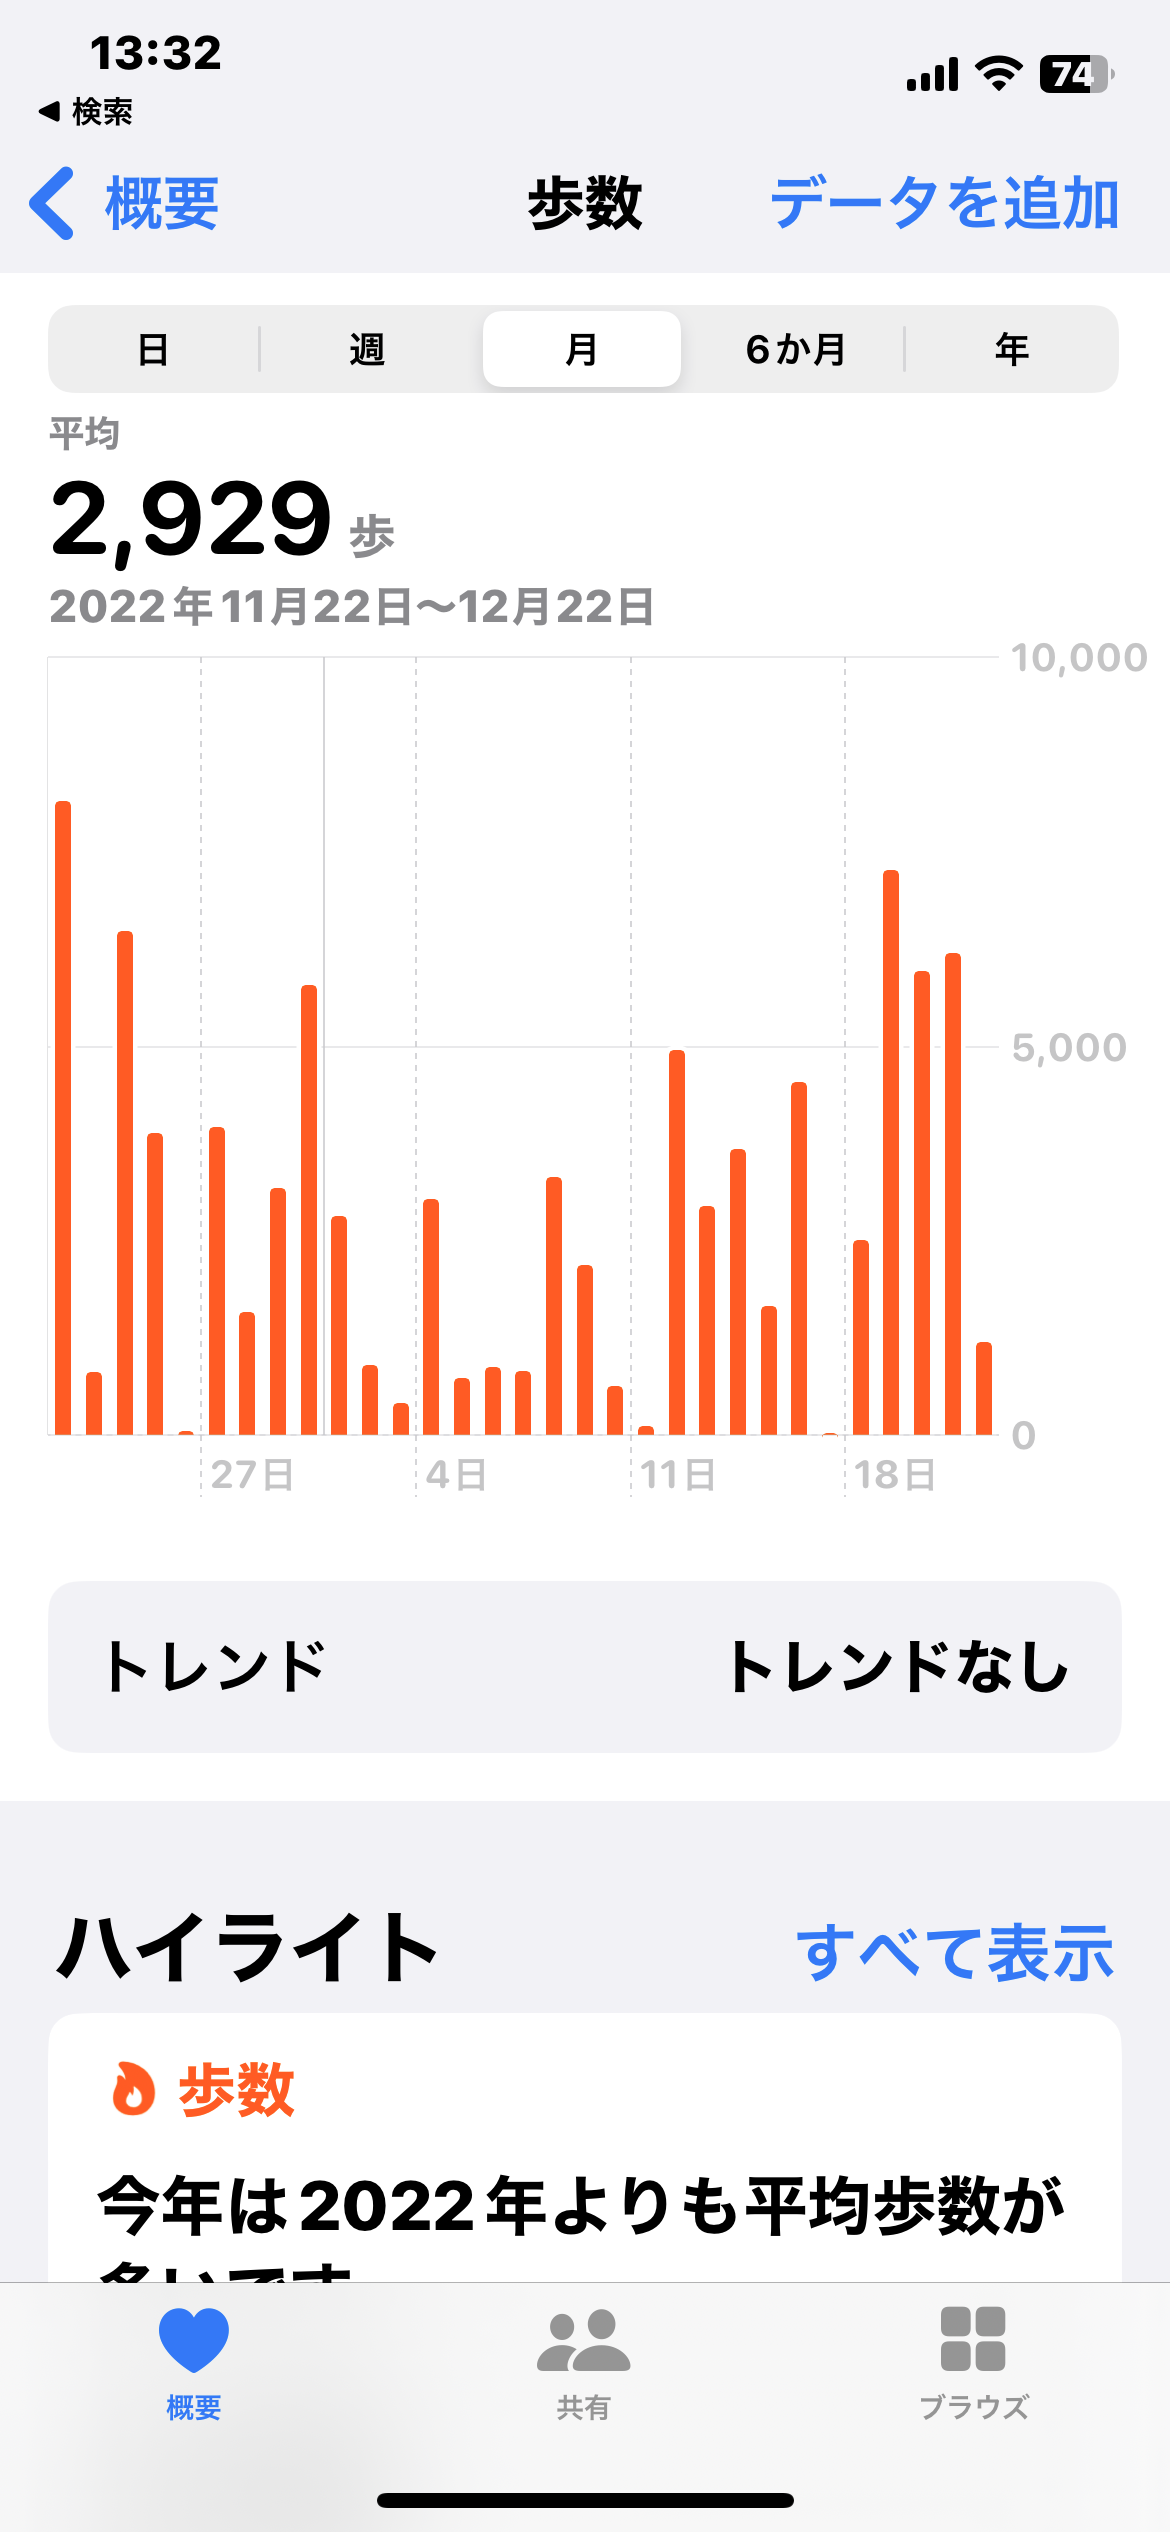 13:32
74
◀ 検索
概要 歩数 データを追加
日 週 月 6か月 年
平均
2,929 歩
2022年11月22日〜12月22日
10,000
5,000
0
27日 4日 11日 18日
トレンド トレンドなし
ハイライト すべて表示
歩数
今年は2022年よりも平均歩数が
多いです
概要 共有 ブラウズ